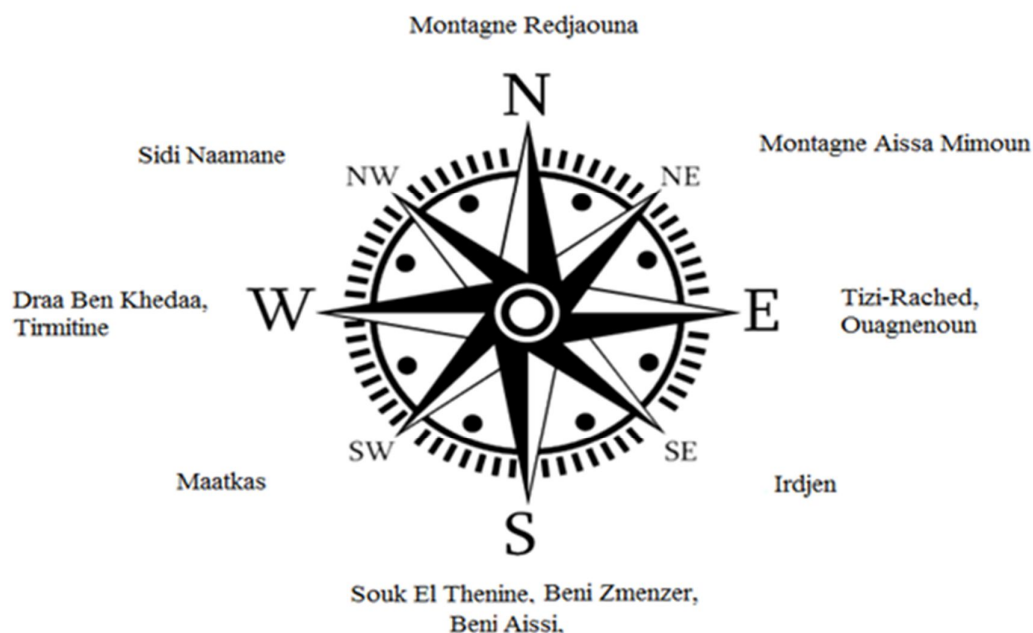 Montagne Redjaouna
N
Sidi Naamane
Montagne Aissa Mimoun
NW
NE
Draa Ben Khedaa,
Tirmitine
W
E
Tizi-Rached,
Ouagnenoun
SW
SE
Maatkas
Irdjen
S
Souk El Thenine, Beni Zmenzer,
Beni Aissi,